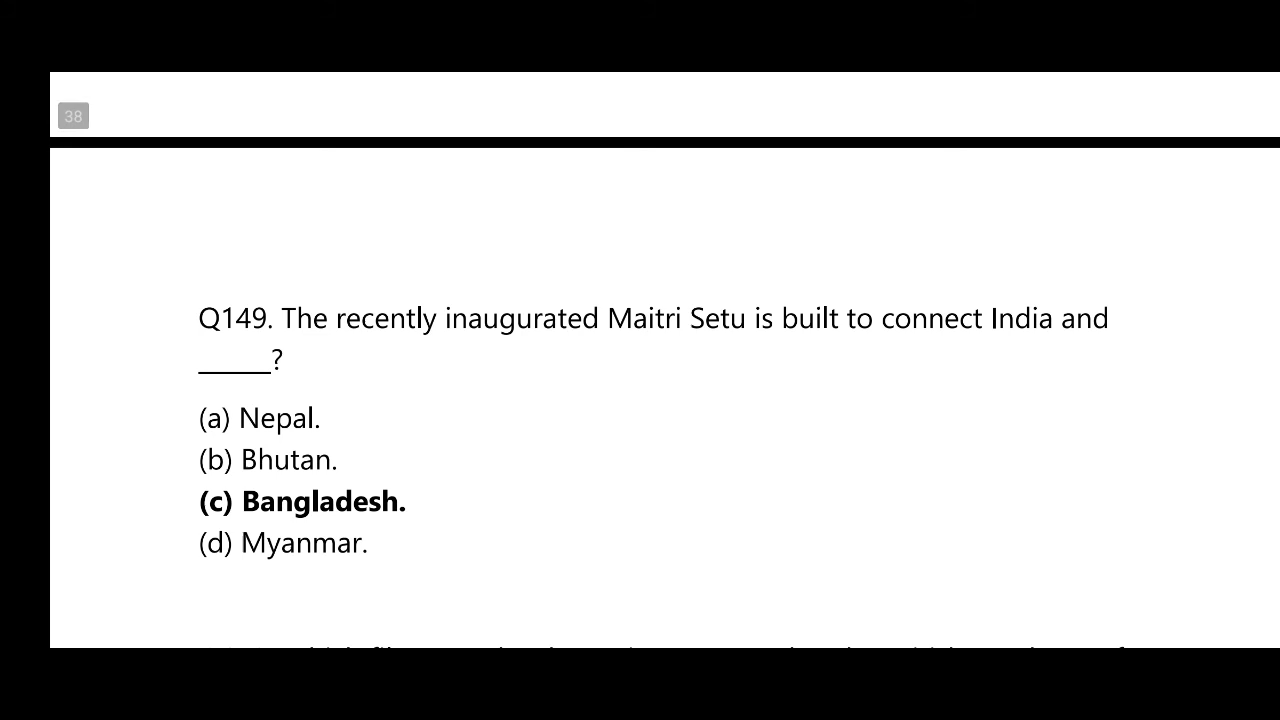 38
Q149. The recently inaugurated Maitri Setu is built to connect India and
_____?
(a) Nepal.
(b) Bhutan.
(c) Bangladesh.
(d) Myanmar.